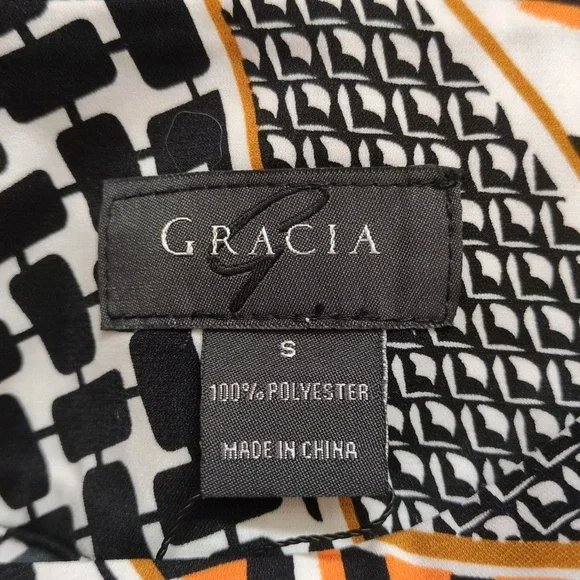 GRACIA
S
100% POLYESTER
MADE IN CHINA